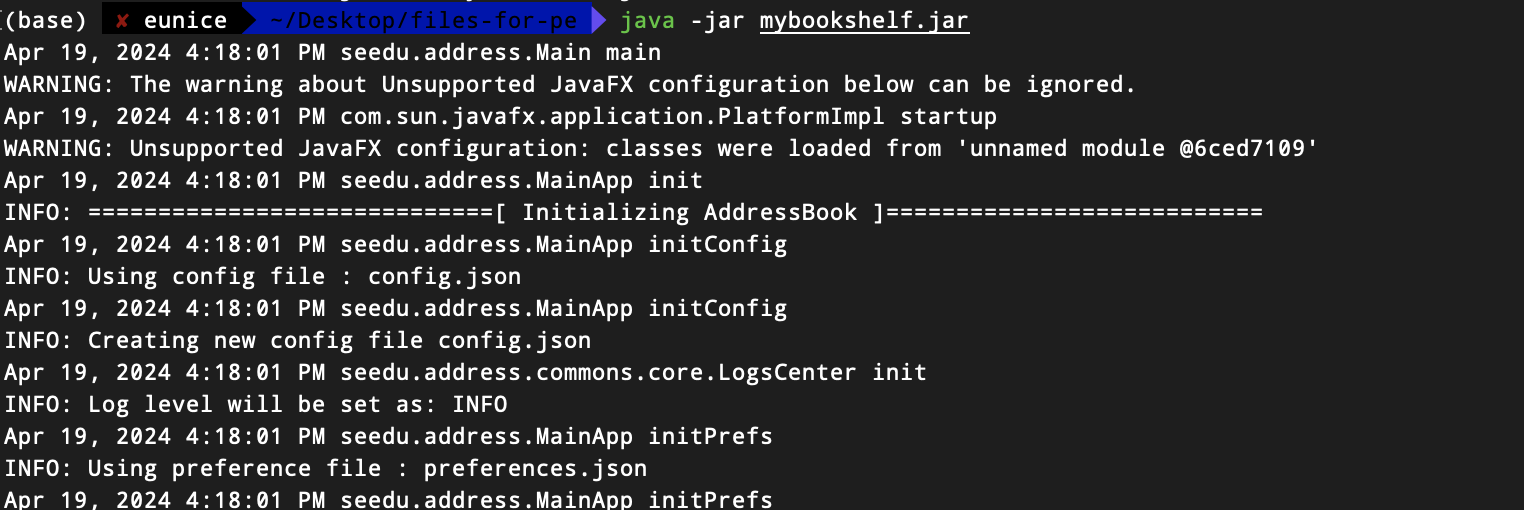 (base) ✘ eunice ~/Desktop/files-for-pe java -jar mybookshelf.jar
Apr 19, 2024 4:18:01 PM seedu.address.Main main
WARNING: The warning about Unsupported JavaFX configuration below can be ignored.
Apr 19, 2024 4:18:01 PM com.sun.javafx.application.PlatformImpl startup
WARNING: Unsupported JavaFX configuration: classes were loaded from 'unnamed module @6ced7109'
Apr 19, 2024 4:18:01 PM seedu.address.MainApp init
INFO: =============================[ Initializing AddressBook ]===========================
Apr 19, 2024 4:18:01 PM seedu.address.MainApp initConfig
INFO: Using config file : config.json
Apr 19, 2024 4:18:01 PM seedu.address.MainApp initConfig
INFO: Creating new config file config.json
Apr 19, 2024 4:18:01 PM seedu.address.commons.core.LogsCenter init
INFO: Log level will be set as: INFO
Apr 19, 2024 4:18:01 PM seedu.address.MainApp initPrefs
INFO: Using preference file : preferences.json
Apr 19, 2024 4:18:01 PM seedu.address.MainApp initPrefs